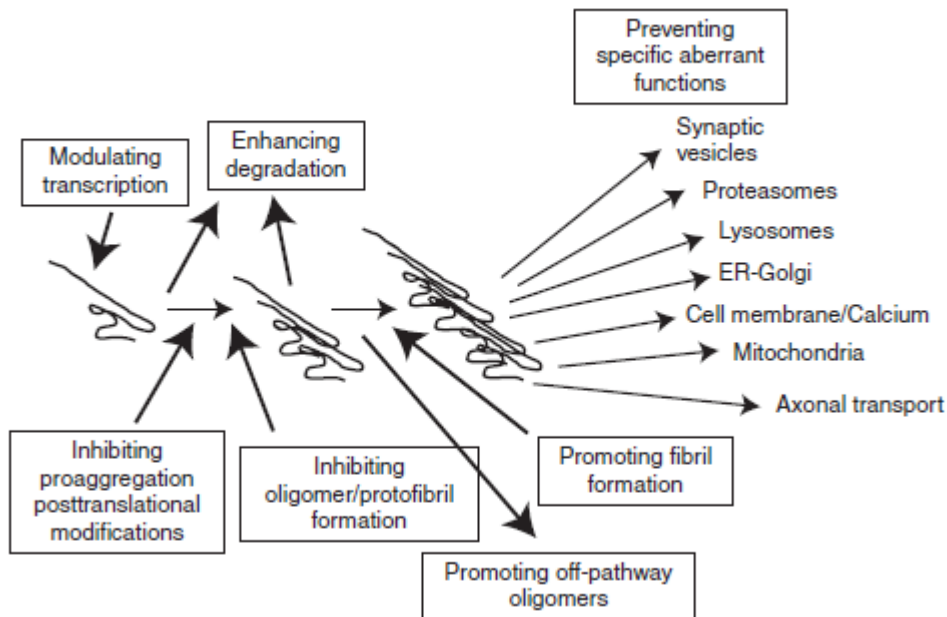 Preventing
specific aberrant
functions
Modulating
transcription
Enhancing
degradation
Synaptic
vesicles
Proteasomes
Lysosomes
ER-Golgi
Cell membrane/Calcium
Mitochondria
Axonal transport
Inhibiting
proaggregation
posttranslational
modifications
Inhibiting
oligomer/protofibril
formation
Promoting fibril
formation
Promoting off-pathway
oligomers